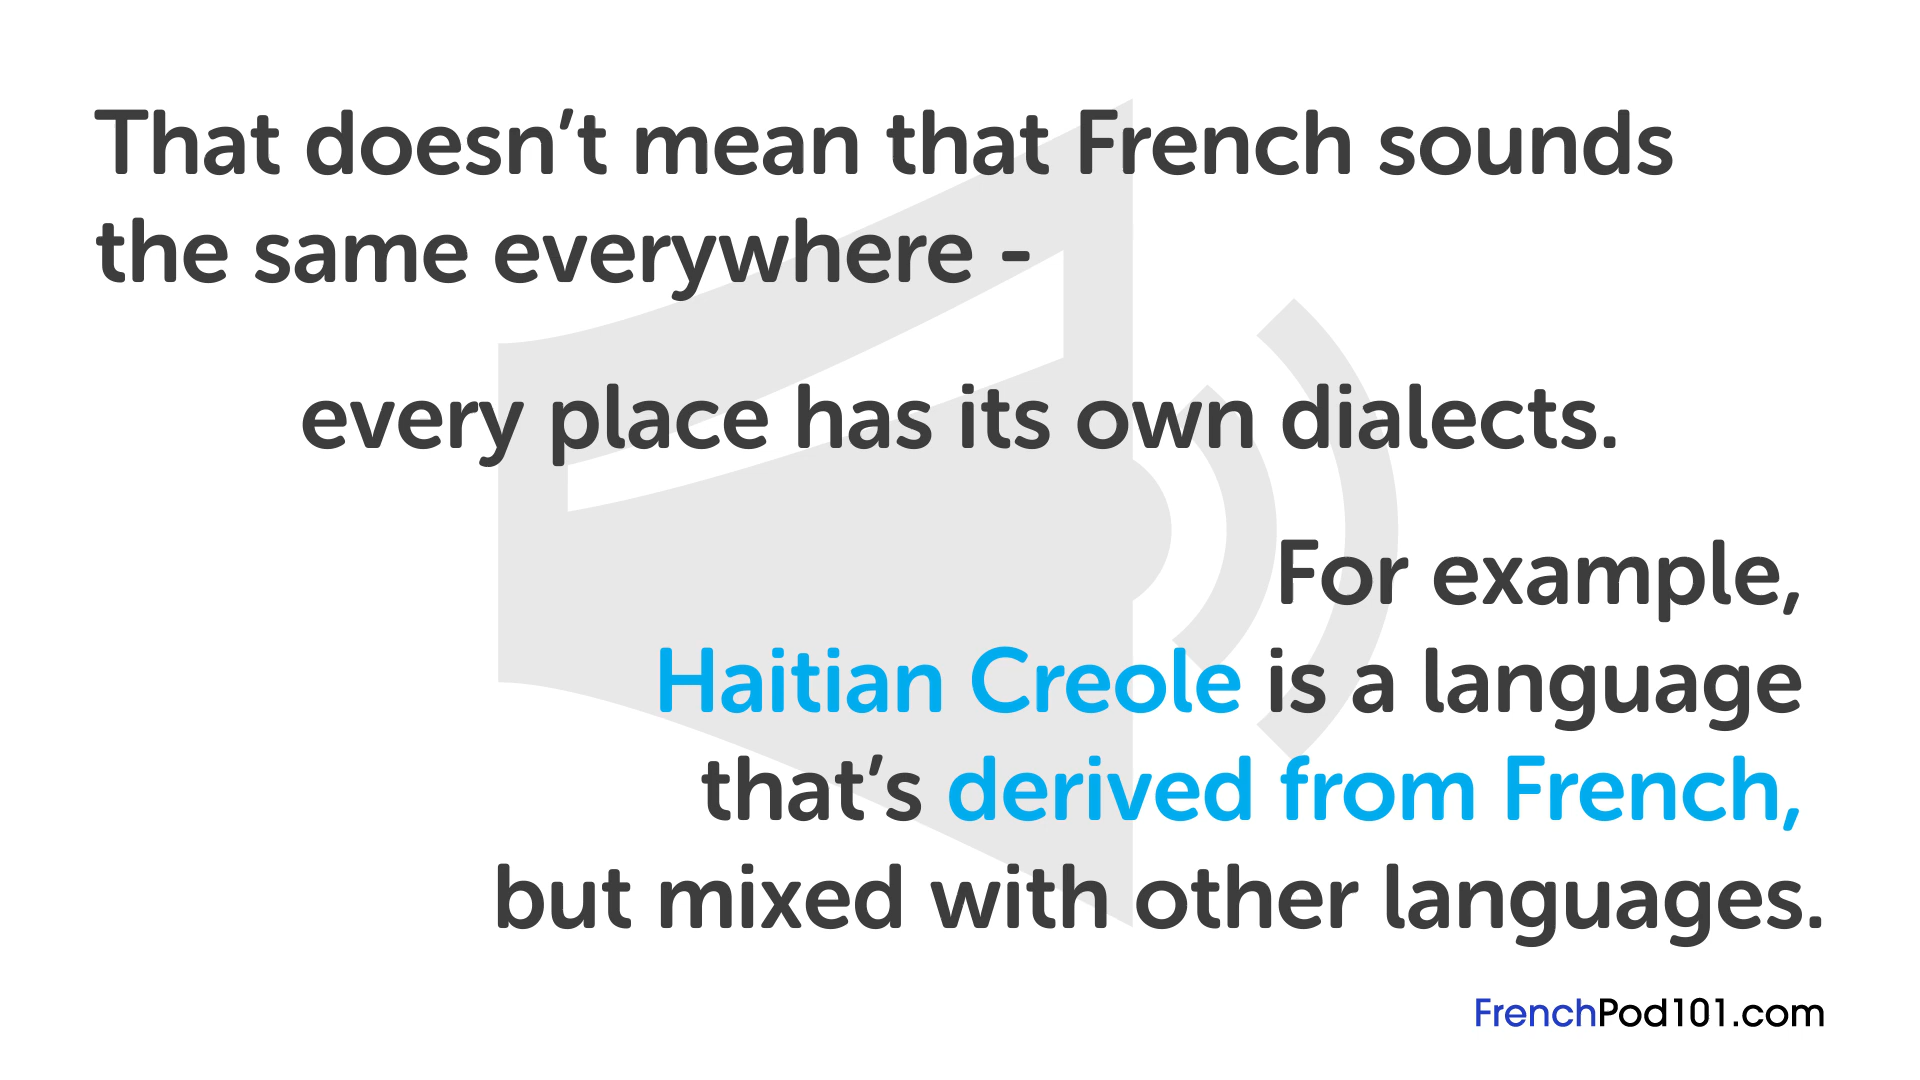 That doesn’t mean that French sounds
the same everywhere -
every place has its own dialects.
For example,
Haitian Creole is a language
that’s derived from French,
but mixed with other languages.
FrenchPod101.com